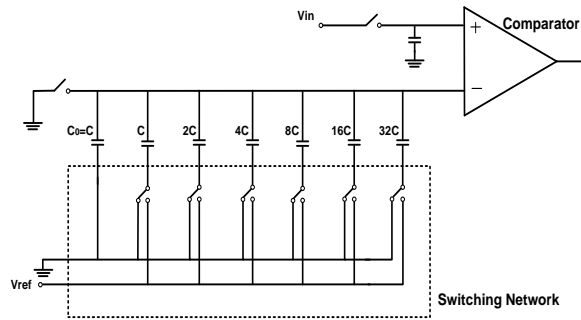 Vin
Comparator
+
−
C₀=C
C
2C
4C
8C
16C
32C
Vref
Switching Network